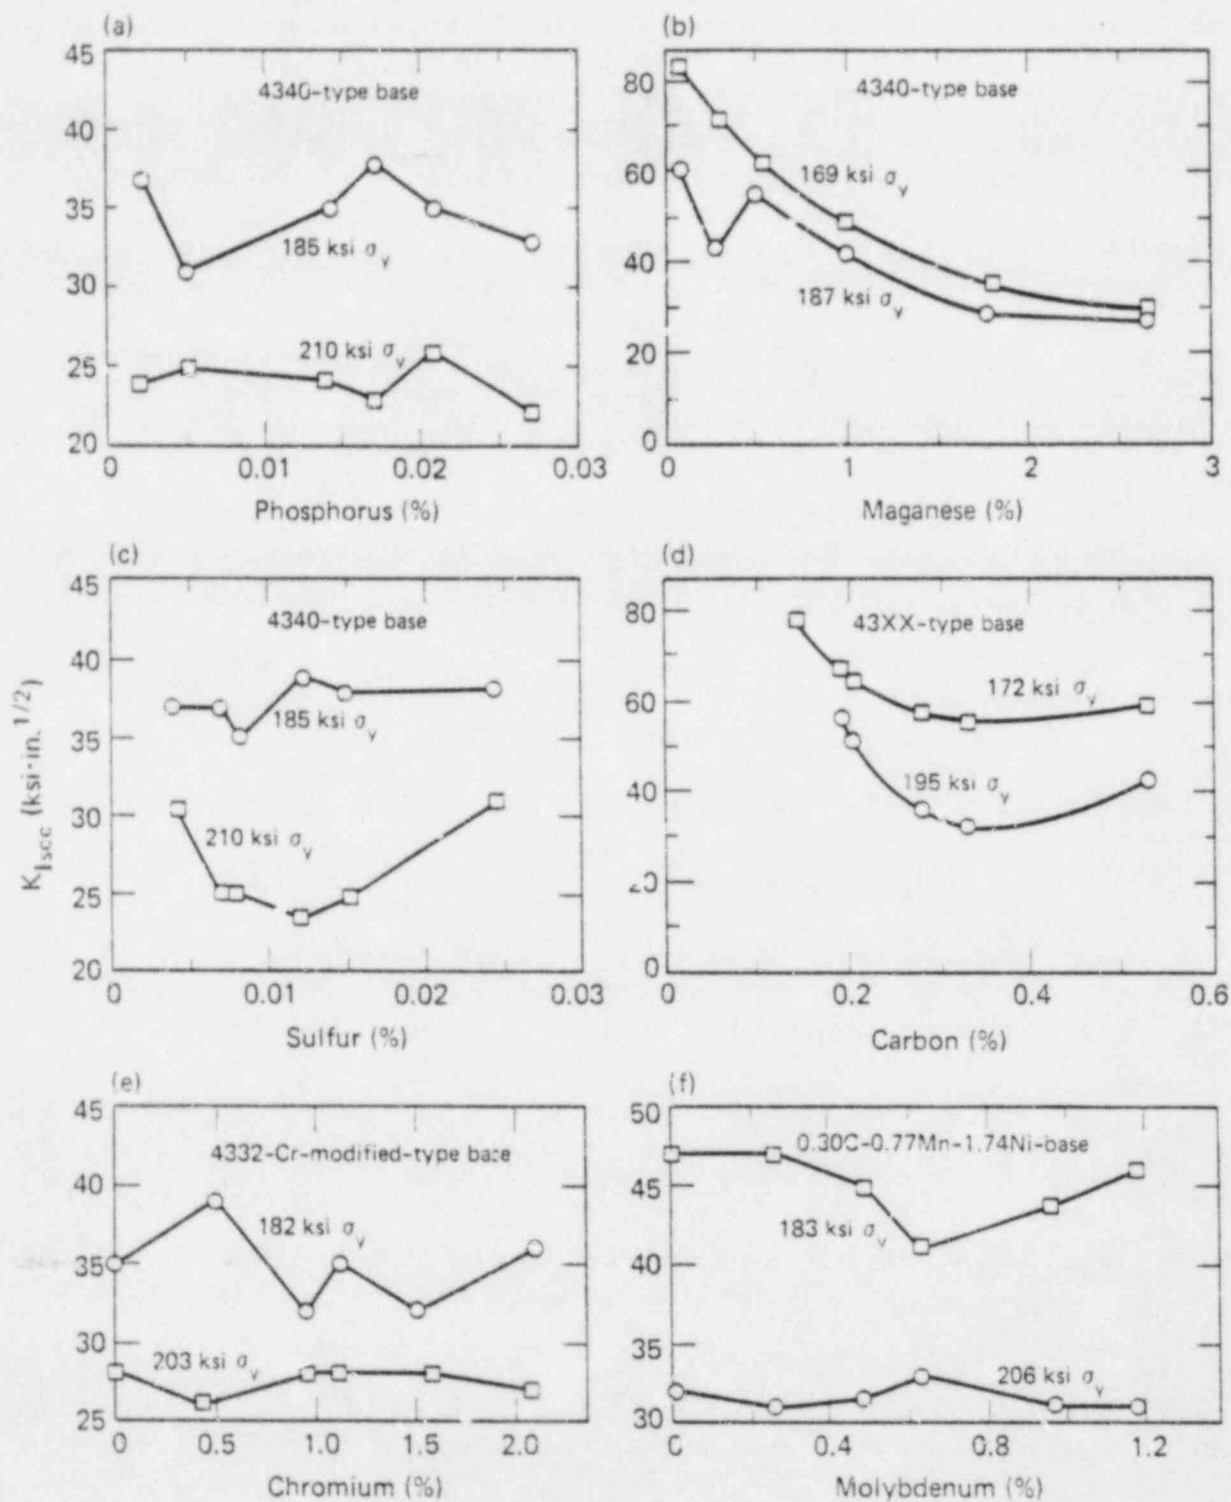 (a)
45
40
35
30
25
20
4340-type base
185 ksi σy
210 ksi σy
0 0.01 0.02 0.03
Phosphorus (%)
(b)
80
60
40
20
0
4340-type base
169 ksi σy
187 ksi σy
0 1 2 3
Maganese (%)
KIscc (ksi·in.1/2)
(c)
45
40
35
30
25
20
4340-type base
185 ksi σy
210 ksi σy
0 0.01 0.02 0.03
Sulfur (%)
(d)
80
60
40
20
0
43XX-type base
172 ksi σy
195 ksi σy
0 0.2 0.4 0.6
Carbon (%)
(e)
45
40
35
30
25
4332-Cr-modified-type base
182 ksi σy
203 ksi σy
0 0.5 1.0 1.5 2.0
Chromium (%)
(f)
50
45
40
35
30
0.30C-0.77Mn-1.74Ni-base
183 ksi σy
206 ksi σy
0 0.4 0.8 1.2
Molybdenum (%)